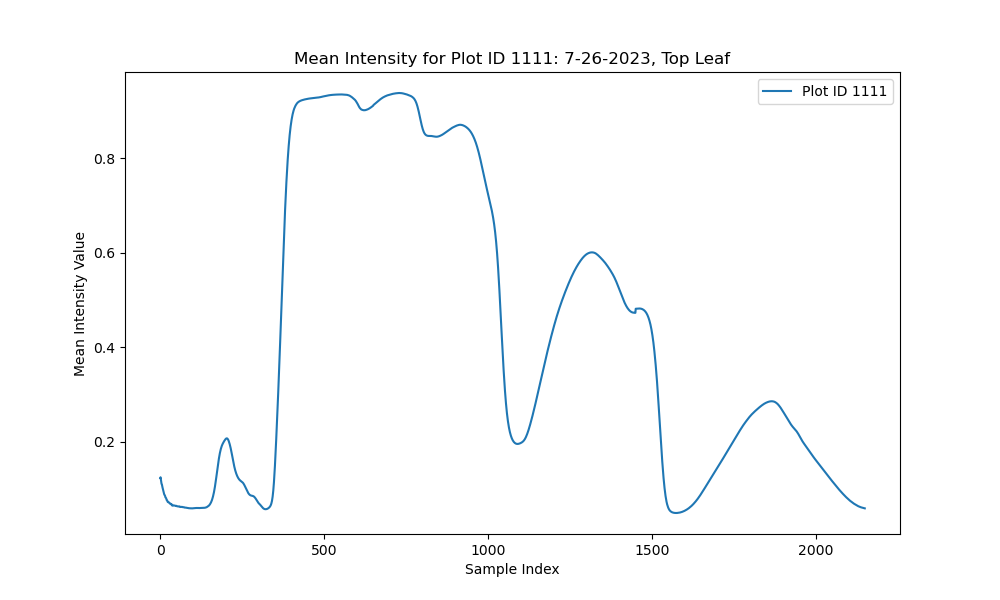 Mean Intensity for Plot ID 1111: 7-26-2023, Top Leaf
Plot ID 1111
Mean Intensity Value
0.8
0.6
0.4
0.2
0 500 1000 1500 2000
Sample Index